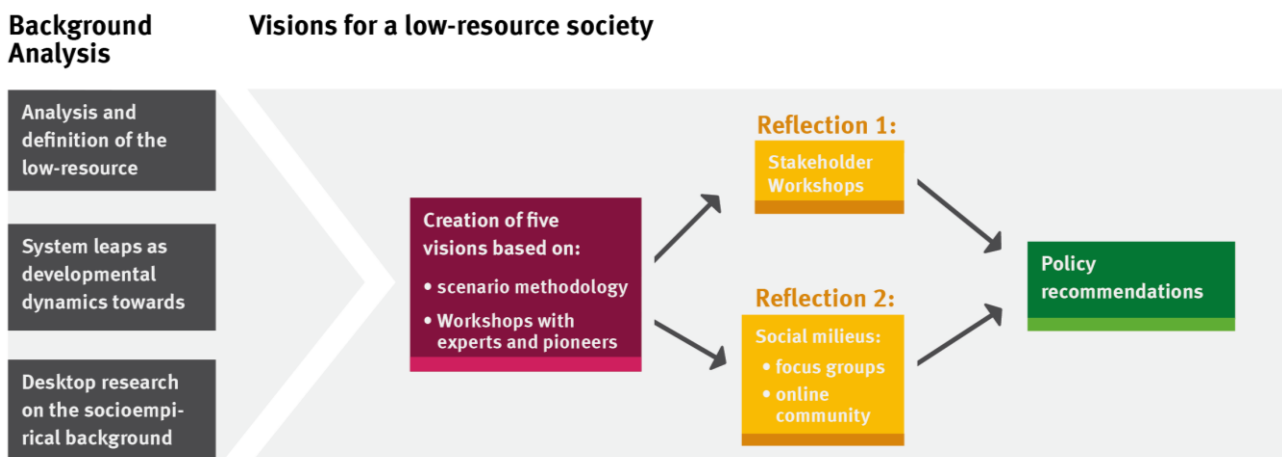 Background
Analysis
Visions for a low-resource society
Analysis and
definition of the
low-resource
System leaps as
developmental
dynamics towards
Desktop research
on the socioempi-
rical background
Creation of five
visions based on:
• scenario methodology
• Workshops with
experts and pioneers
Reflection 1:
Stakeholder
Workshops
Reflection 2:
Social milieus:
• focus groups
• online
community
Policy
recommendations